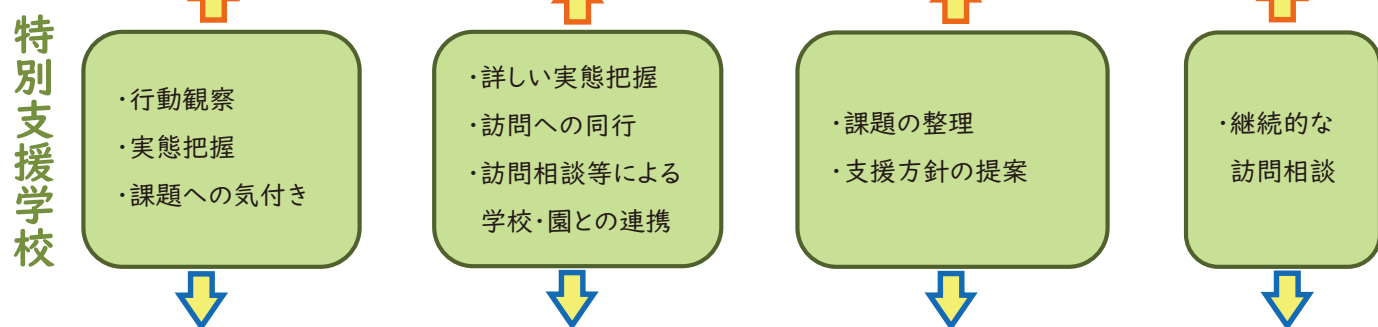 特別支援学校
・行動観察
・実態把握
・課題への気付き
・詳しい実態把握
・訪問への同行
・訪問相談等による
学校・園との連携
・課題の整理
・支援方針の提案
・継続的な
訪問相談